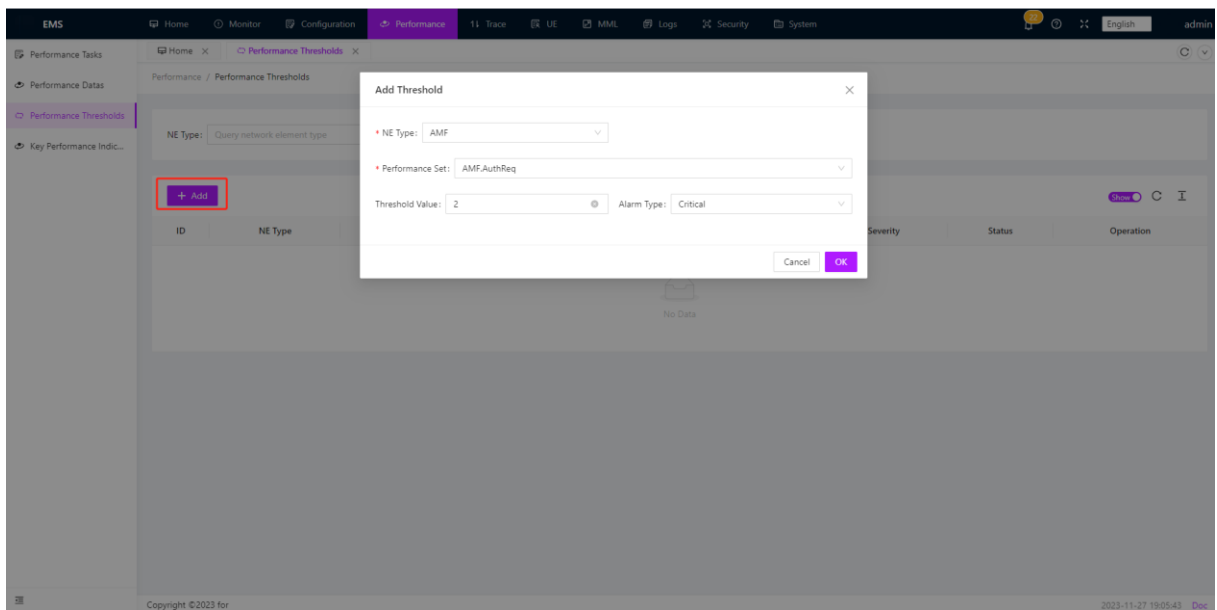 EMS Home Monitor Configuration Performance Trace UE MML Logs Security System 22 English admin
Performance Tasks
Performance Datas
Performance Thresholds
Key Performance Indic...
Home Performance Thresholds
Performance / Performance Thresholds
NE Type: Query network element type
+ Add
Show
ID NE Type Severity Status Operation
No Data
Add Threshold
* NE Type: AMF
* Performance Set: AMF.AuthReq
Threshold Value: 2 Alarm Type: Critical
Cancel OK
Copyright ©2023 for 2023-11-27 19:05:43 Doc